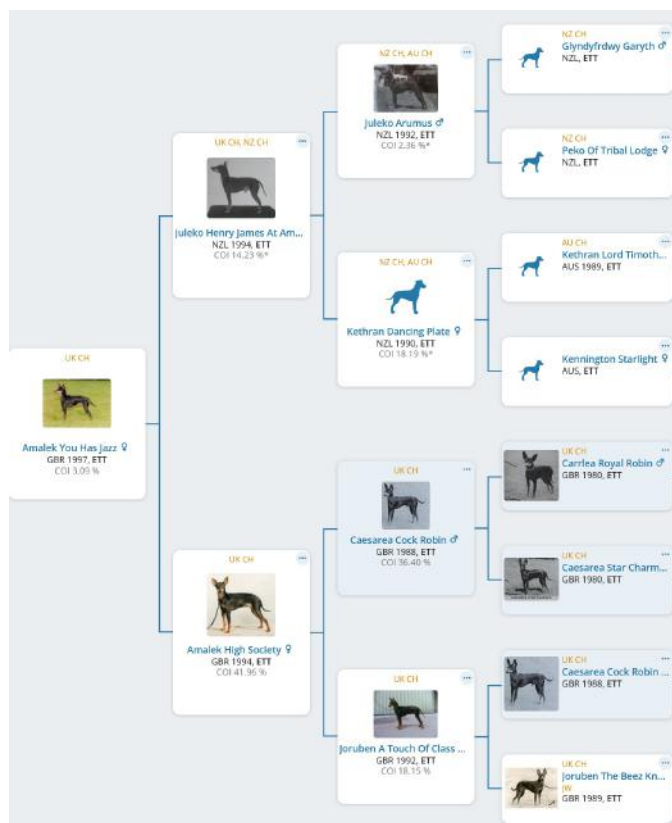 UK CH
Amalek You Has Jazz ♀
GBR 1997, ETT
COI 3.09 %
UK CH, NZ CH
Juleko Henry James At Am...
NZL 1994, ETT
COI 14.23 %*
UK CH
Amalek High Society ♀
GBR 1994, ETT
COI 41.96 %
NZ CH, AU CH
Juleko Arumus ♂
NZL 1992, ETT
COI 2.36 %*
NZ CH, AU CH
Kethran Dancing Plate ♀
NZL 1990, ETT
COI 18.19 %*
UK CH
Caesarea Cock Robin ♂
GBR 1988, ETT
COI 36.40 %
UK CH
Joruben A Touch Of Class ...
GBR 1992, ETT
COI 18.15 %
NZ CH
Glyndyfrdwy Garyth ♂
NZL, ETT
NZ CH
Peko Of Tribal Lodge ♀
NZL, ETT
AU CH
Kethran Lord Timoth...
AUS 1989, ETT
Kennington Starlight ♀
AUS, ETT
UK CH
Carrlea Royal Robin ♂
GBR 1980, ETT
UK CH
Caesarea Star Charm...
GBR 1980, ETT
UK CH
Caesarea Cock Robin ...
GBR 1988, ETT
UK CH
Joruben The Beez Kn...
JW
GBR 1989, ETT